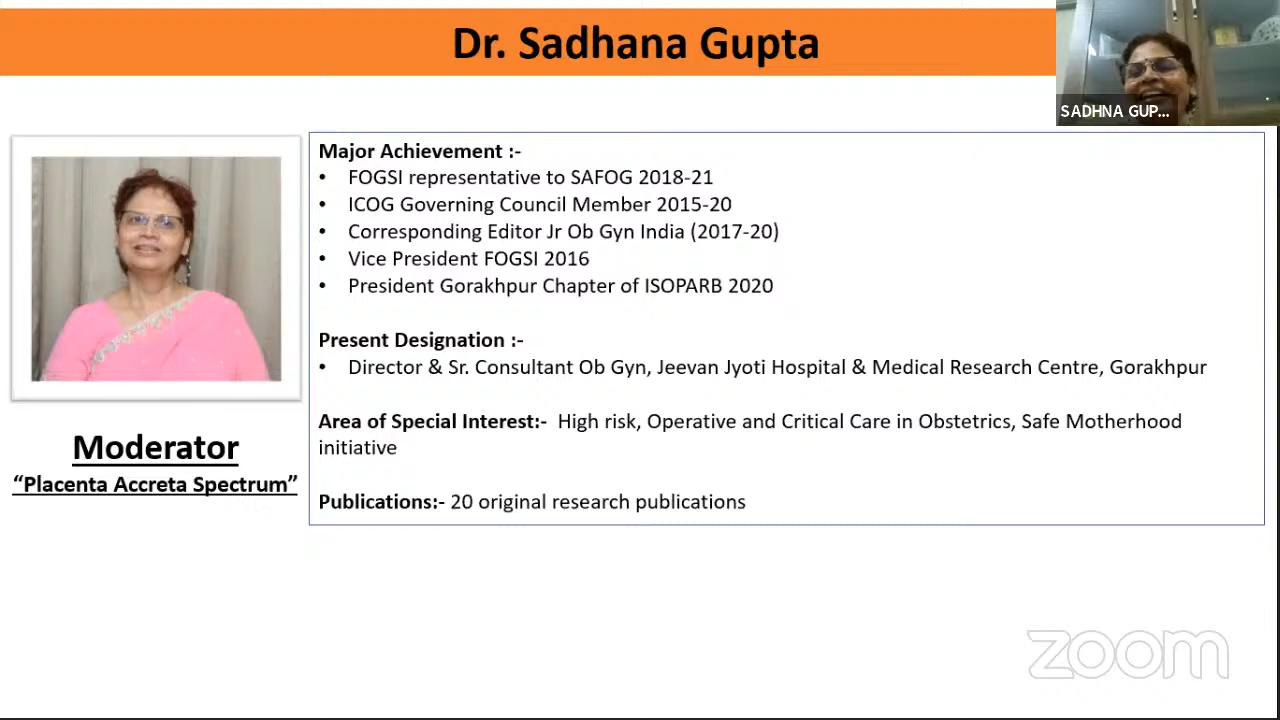 Dr. Sadhana Gupta
SADHNA GUP...
Major Achievement :-
• FOGSI representative to SAFOG 2018-21
• ICOG Governing Council Member 2015-20
• Corresponding Editor Jr Ob Gyn India (2017-20)
• Vice President FOGSI 2016
• President Gorakhpur Chapter of ISOPARB 2020
Present Designation :-
• Director & Sr. Consultant Ob Gyn, Jeevan Jyoti Hospital & Medical Research Centre, Gorakhpur
Area of Special Interest:- High risk, Operative and Critical Care in Obstetrics, Safe Motherhood
initiative
Publications:- 20 original research publications
Moderator
“Placenta Accreta Spectrum”
zoom